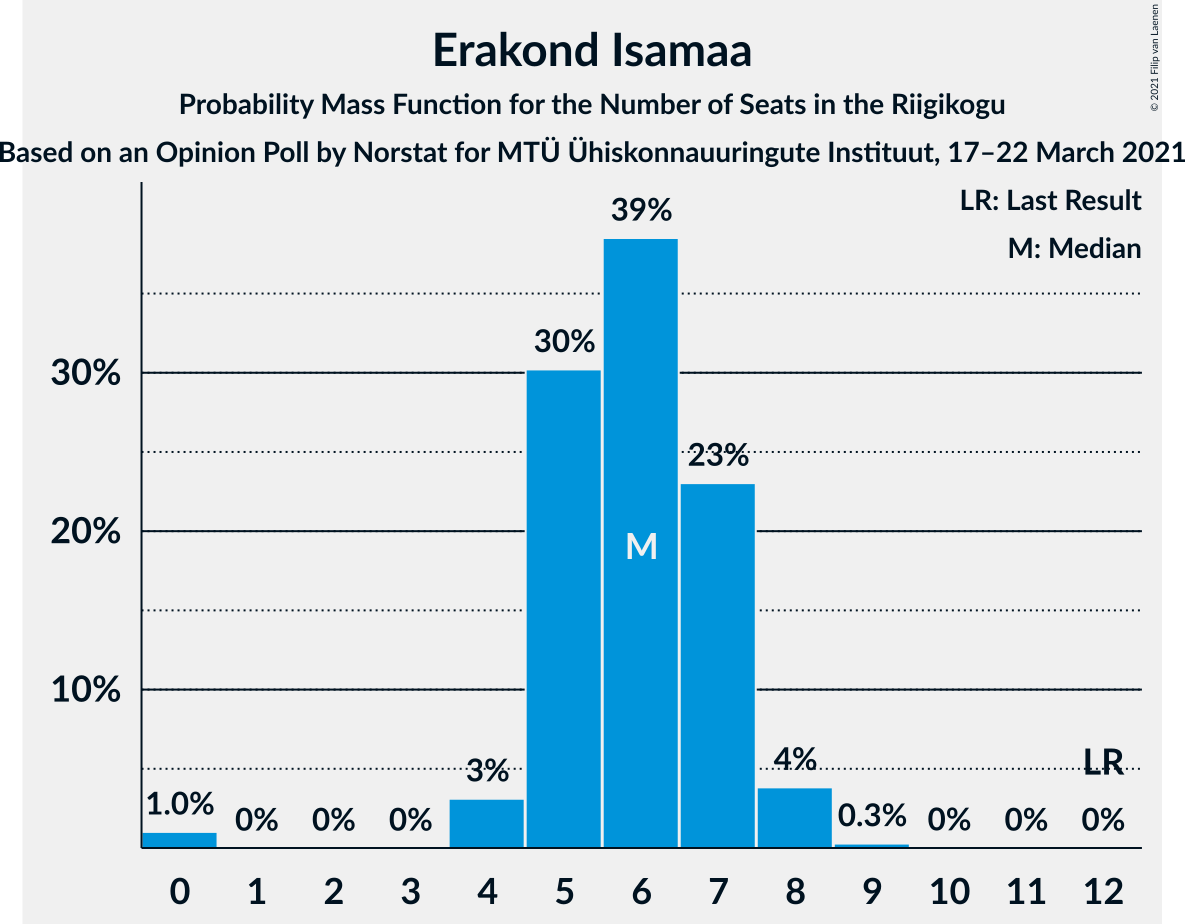 Erakond Isamaa
Probability Mass Function for the Number of Seats in the Riigikogu
Based on an Opinion Poll by Norstat for MTÜ Ühiskonnauuringute Instituut, 17–22 March 2021
© 2021 Filip van Laenen
LR: Last Result
M: Median
39%
30%
30%
23%
20%
M
10%
LR
4%
3%
1.0% 0% 0% 0% 0.3% 0% 0% 0%
0 1 2 3 4 5 6 7 8 9 10 11 12